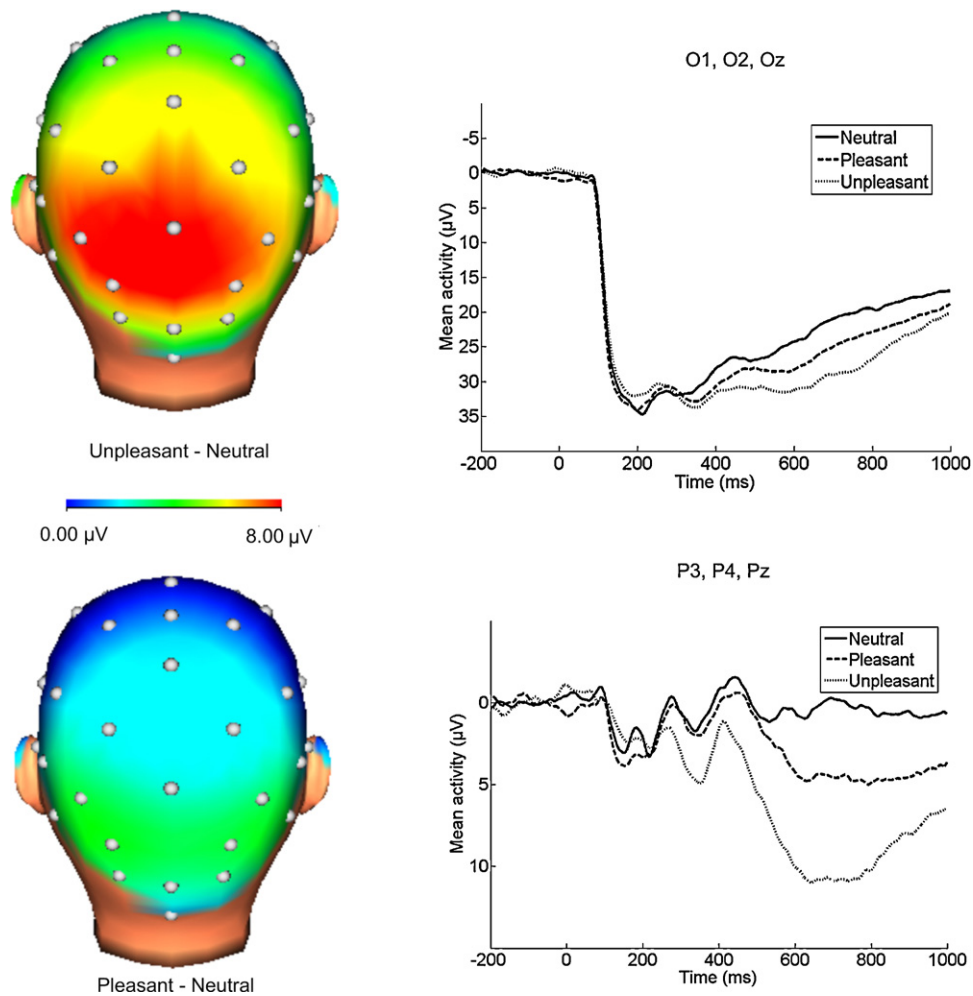 Unpleasant - Neutral
0.00 µV 8.00 µV
Pleasant - Neutral
O1, O2, Oz
Mean activity (µV)
-5
0
5
10
15
20
25
30
35
Neutral
Pleasant
Unpleasant
-200 0 200 400 600 800 1000
Time (ms)
P3, P4, Pz
Mean activity (µV)
0
5
10
Neutral
Pleasant
Unpleasant
-200 0 200 400 600 800 1000
Time (ms)